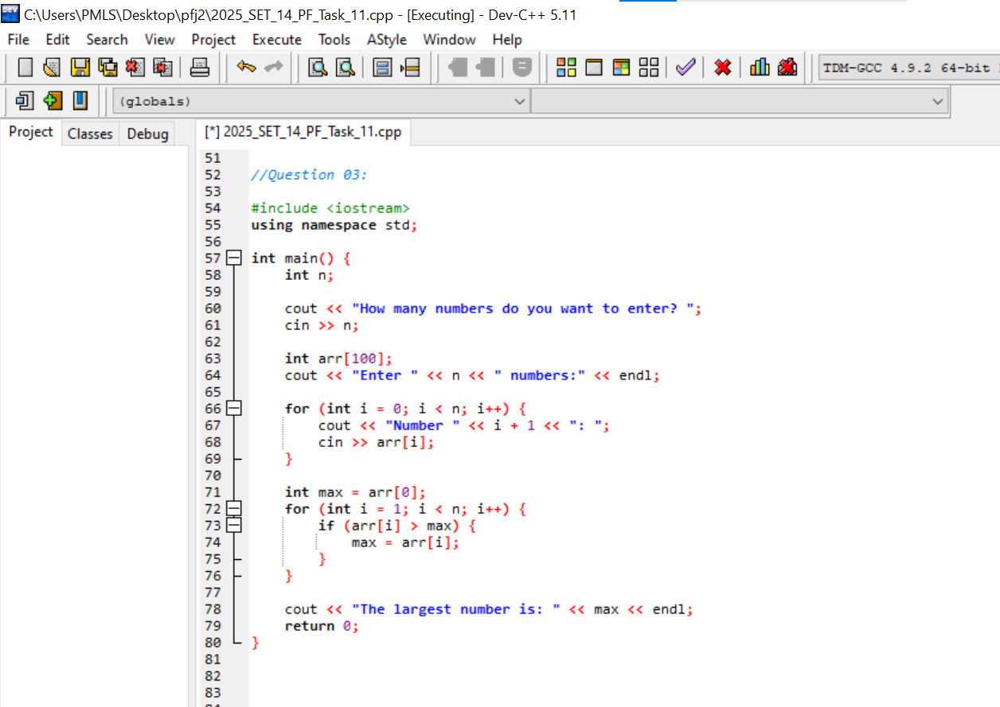 C:\Users\PMLS\Desktop\pfj2\2025_SET_14_PF_Task_11.cpp - [Executing] - Dev-C++ 5.11
File Edit Search View Project Execute Tools AStyle Window Help
TDM-GCC 4.9.2 64-bit
(globals)
Project Classes Debug
[*] 2025_SET_14_PF_Task_11.cpp
51
52 //Question 03:
53
54 #include <iostream>
55 using namespace std;
56
57 int main() {
58     int n;
59
60     cout << "How many numbers do you want to enter? ";
61     cin >> n;
62
63     int arr[100];
64     cout << "Enter " << n << " numbers:" << endl;
65
66     for (int i = 0; i < n; i++) {
67         cout << "Number " << i + 1 << ": ";
68         cin >> arr[i];
69     }
70
71     int max = arr[0];
72     for (int i = 1; i < n; i++) {
73         if (arr[i] > max) {
74             max = arr[i];
75         }
76     }
77
78     cout << "The largest number is: " << max << endl;
79     return 0;
80 }
81
82
83